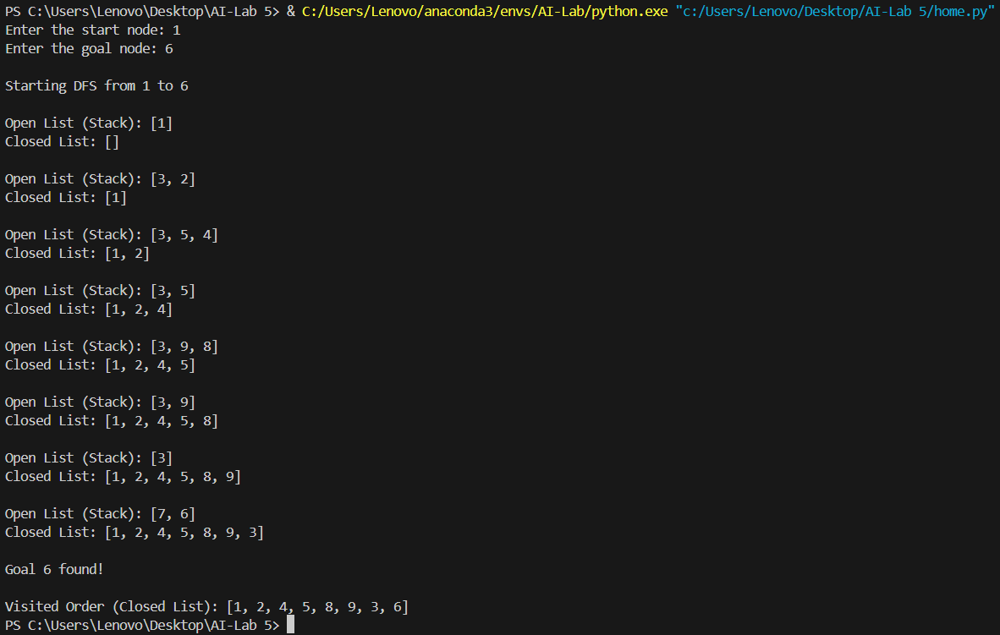 PS C:\Users\Lenovo\Desktop\AI-Lab 5> & C:/Users/Lenovo/anaconda3/envs/AI-Lab/python.exe "c:/Users/Lenovo/Desktop/AI-Lab 5/home.py"
Enter the start node: 1
Enter the goal node: 6
Starting DFS from 1 to 6
Open List (Stack): [1]
Closed List: []
Open List (Stack): [3, 2]
Closed List: [1]
Open List (Stack): [3, 5, 4]
Closed List: [1, 2]
Open List (Stack): [3, 5]
Closed List: [1, 2, 4]
Open List (Stack): [3, 9, 8]
Closed List: [1, 2, 4, 5]
Open List (Stack): [3, 9]
Closed List: [1, 2, 4, 5, 8]
Open List (Stack): [3]
Closed List: [1, 2, 4, 5, 8, 9]
Open List (Stack): [7, 6]
Closed List: [1, 2, 4, 5, 8, 9, 3]
Goal 6 found!
Visited Order (Closed List): [1, 2, 4, 5, 8, 9, 3, 6]
PS C:\Users\Lenovo\Desktop\AI-Lab 5>